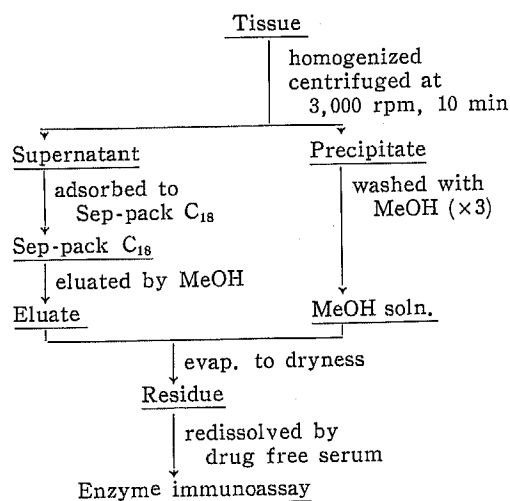 Tissue
homogenized
centrifuged at
3,000 rpm, 10 min
Supernatant
adsorbed to
Sep-pack C₁₈
Sep-pack C₁₈
eluated by MeOH
Eluate
Precipitate
washed with
MeOH (×3)
MeOH soln.
evap. to dryness
Residue
redissolved by
drug free serum
Enzyme immunoassay